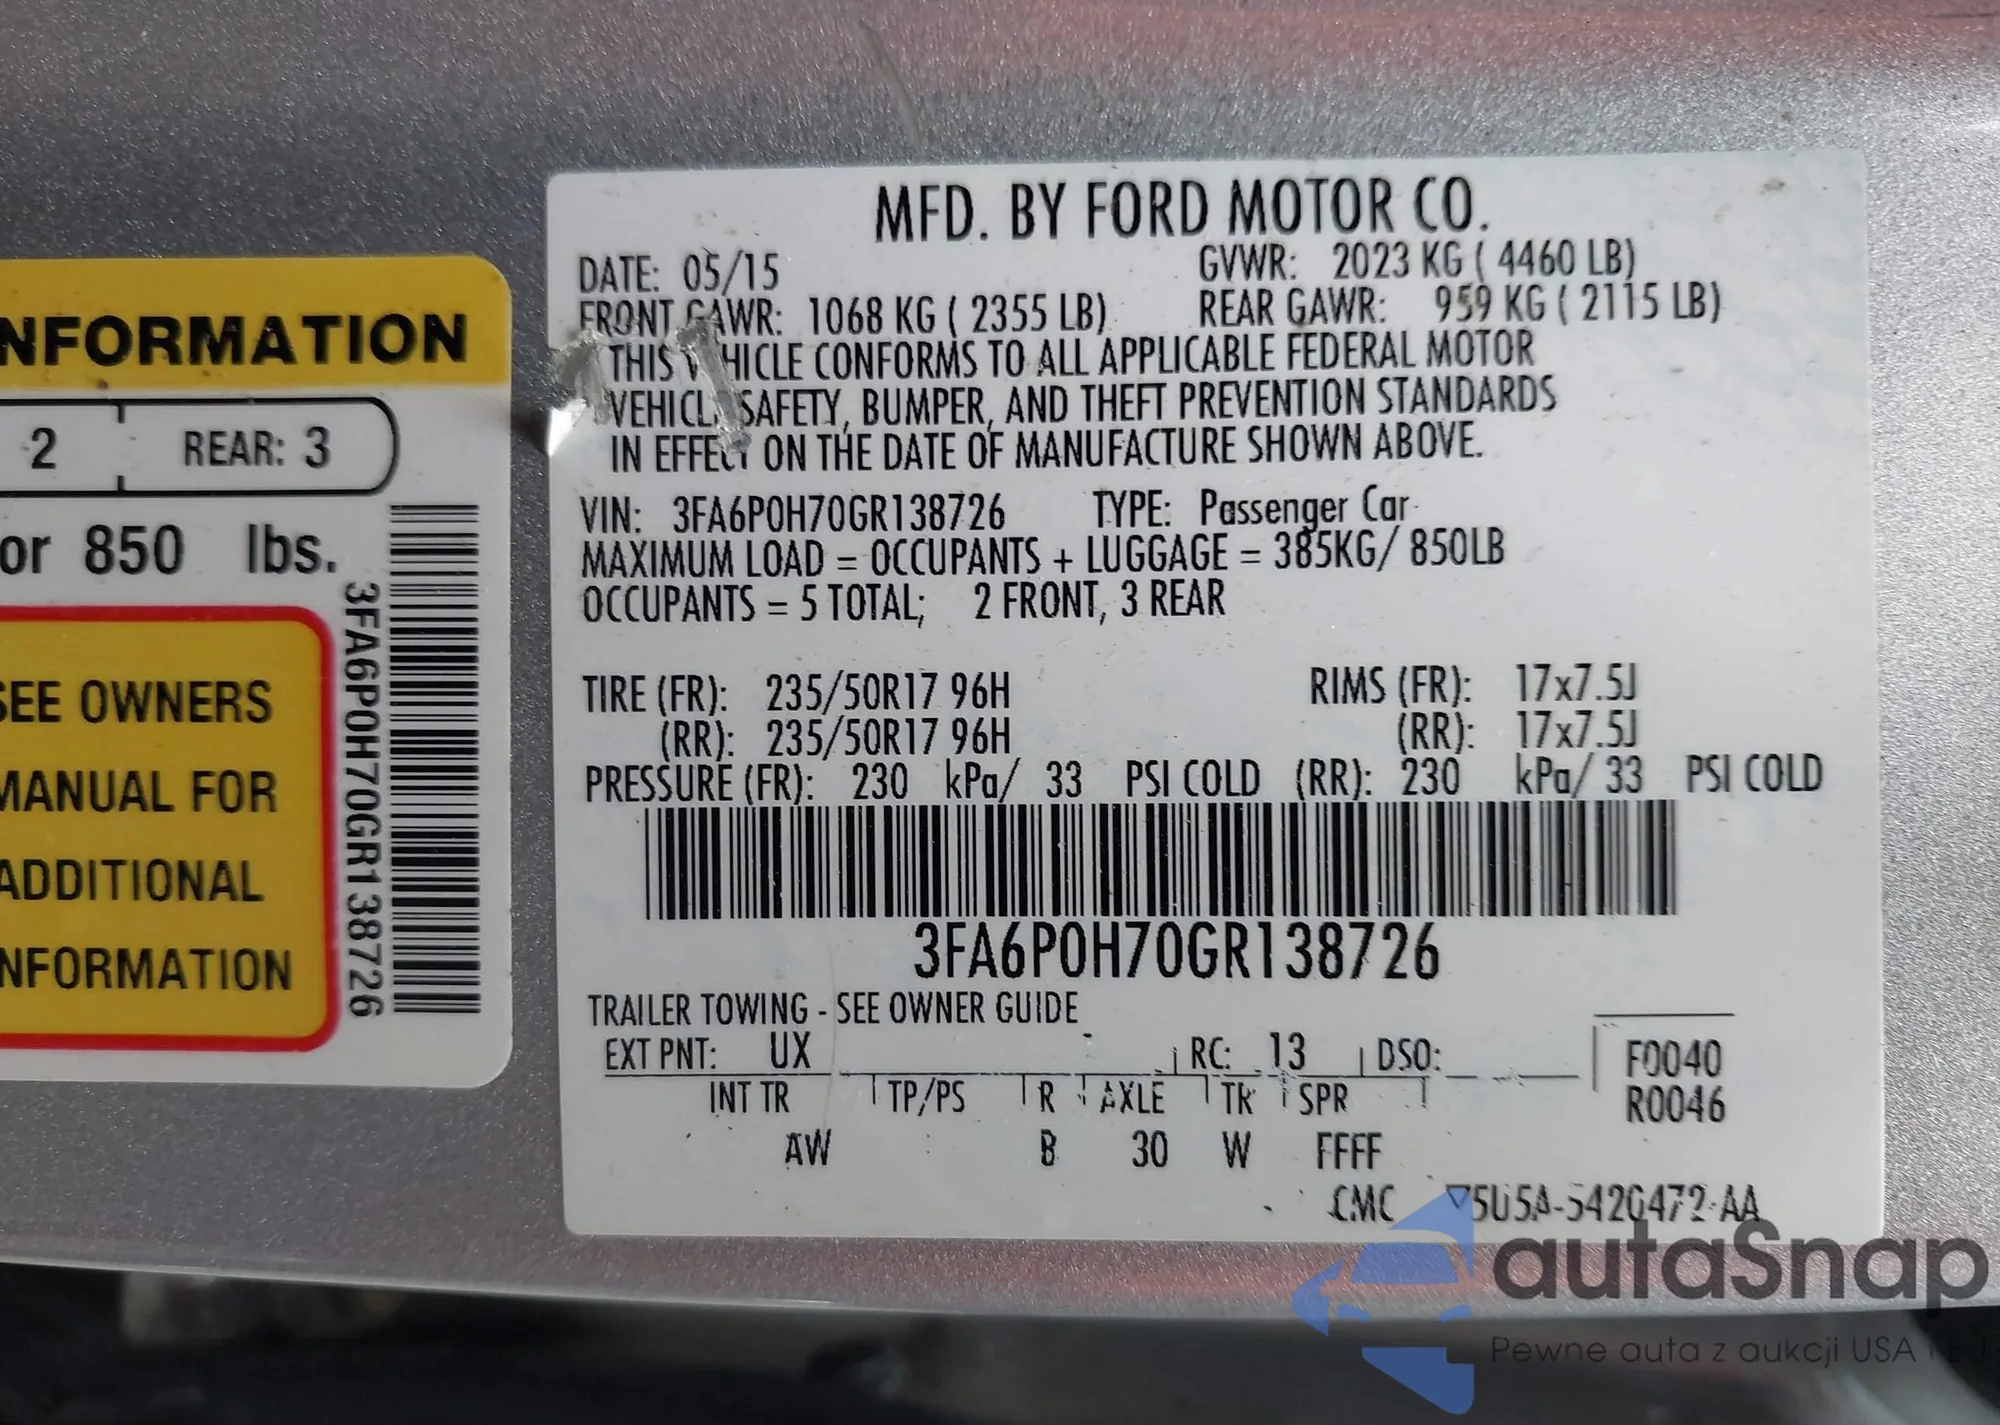 NFORMATION
2 REAR: 3
or 850 lbs.
SEE OWNERS
MANUAL FOR
ADDITIONAL
NFORMATION
3FA6P0H70GR138726
MFD. BY FORD MOTOR CO.
DATE: 05/15 GVWR: 2023 KG ( 4460 LB)
FRONT GAWR: 1068 KG ( 2355 LB) REAR GAWR: 959 KG ( 2115 LB)
THIS VEHICLE CONFORMS TO ALL APPLICABLE FEDERAL MOTOR
VEHICLE SAFETY, BUMPER, AND THEFT PREVENTION STANDARDS
IN EFFECT ON THE DATE OF MANUFACTURE SHOWN ABOVE.
VIN: 3FA6P0H70GR138726 TYPE: Passenger Car
MAXIMUM LOAD = OCCUPANTS + LUGGAGE = 385KG/ 850LB
OCCUPANTS = 5 TOTAL; 2 FRONT, 3 REAR
TIRE (FR): 235/50R17 96H RIMS (FR): 17x7.5J
(RR): 235/50R17 96H (RR): 17x7.5J
PRESSURE (FR): 230 kPa/ 33 PSI COLD (RR): 230 kPa/ 33 PSI COLD
3FA6P0H70GR138726
TRAILER TOWING - SEE OWNER GUIDE
EXT PNT: UX RC: 13 DSO: F0040
INT TR TP/PS R AXLE TR SPR R0046
AW B 30 W FFFF
CMC
autaSnap
Pewne auta z aukcji USA